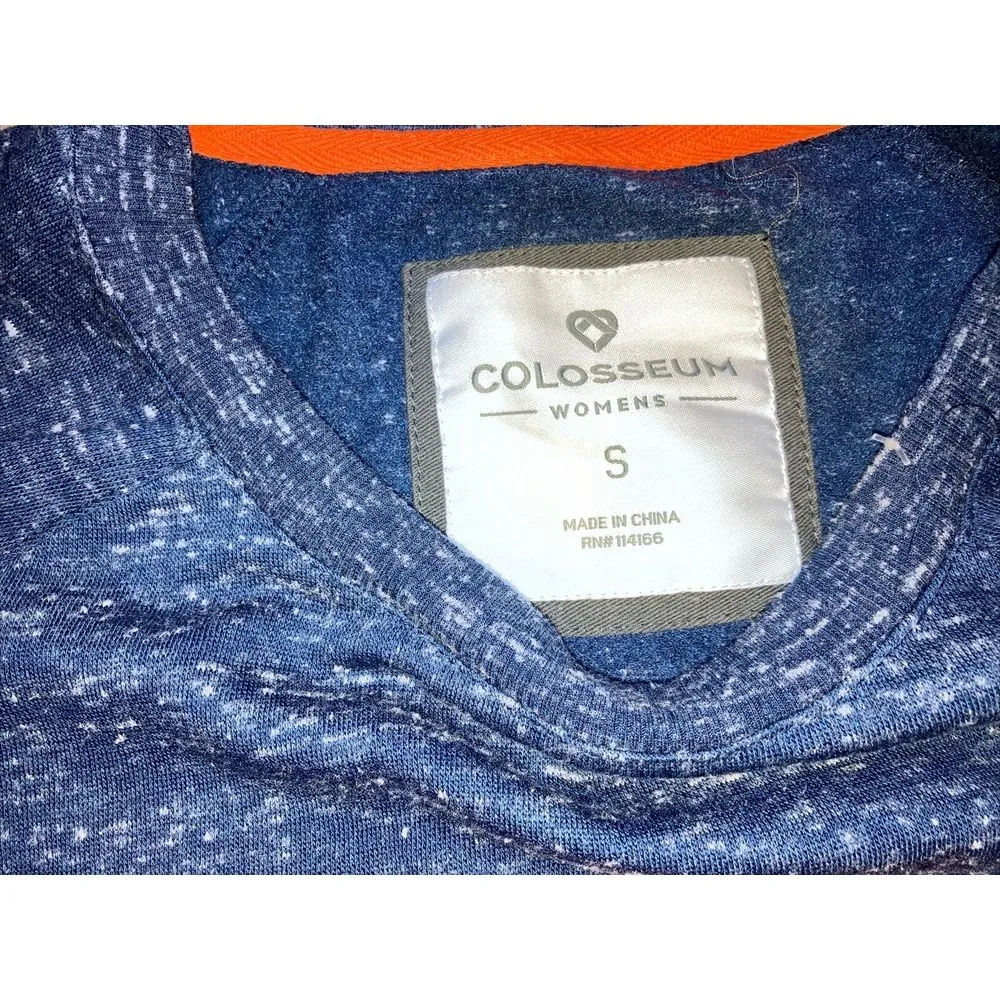 COLOSSEUM
WOMENS
S
MADE IN CHINA
RN#114166